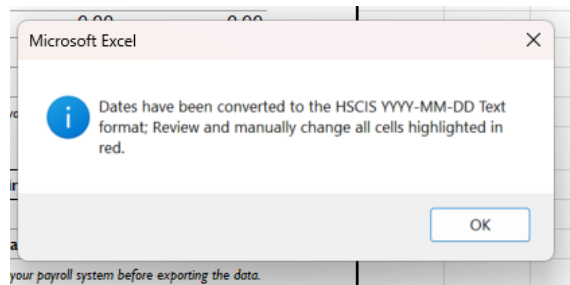 0.00 0.00
Microsoft Excel
Dates have been converted to the HSCIS YYYY-MM-DD Text
format; Review and manually change all cells highlighted in
red.
OK
your payroll system before exporting the data.